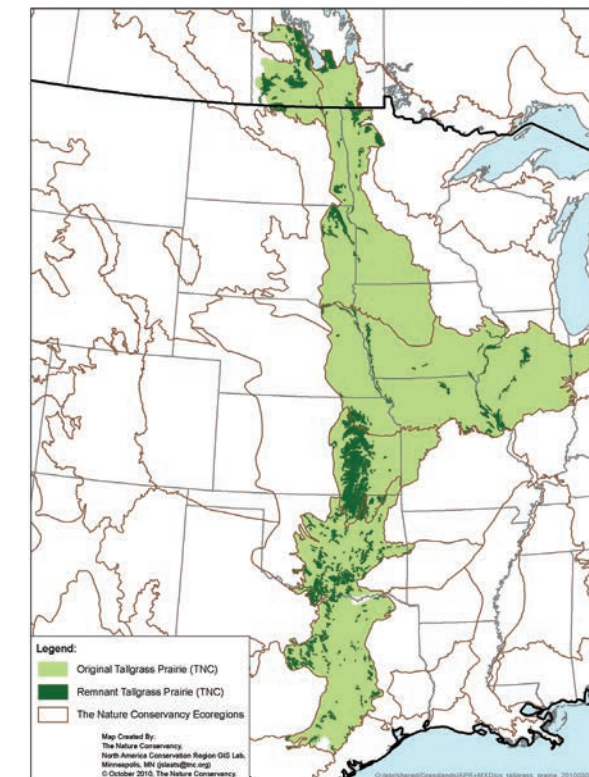 Legend:
Original Tallgrass Prairie (TNC)
Remnant Tallgrass Prairie (TNC)
The Nature Conservancy Ecoregions
Map Created By:
The Nature Conservancy,
North America Conservation Region GIS Lab,
Minneapolis, MN (jsleats@tnc.org)
© October 2010, The Nature Conservancy.